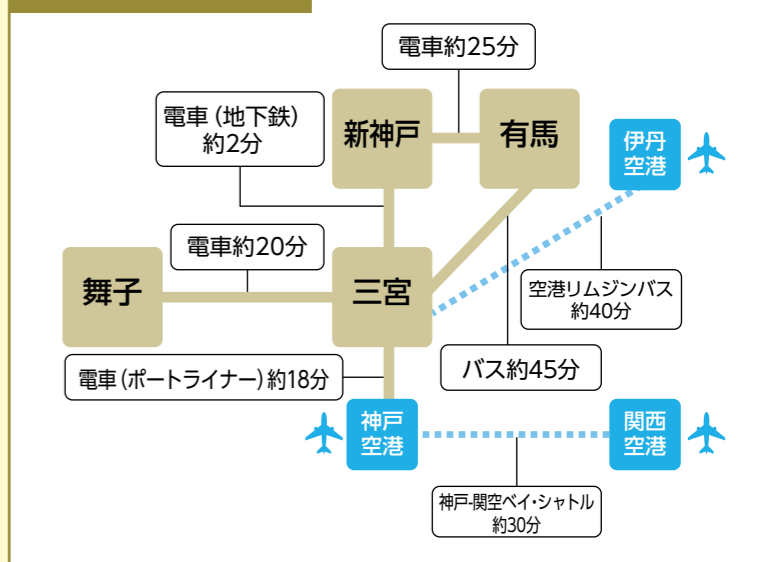 電車約25分
電車（地下鉄）
約2分
新神戸
有馬
伊丹
空港
電車約20分
舞子
三宮
空港リムジンバス
約40分
電車（ポートライナー）約18分
バス約45分
神戸
空港
関西
空港
神戸-関空ベイ・シャトル
約30分